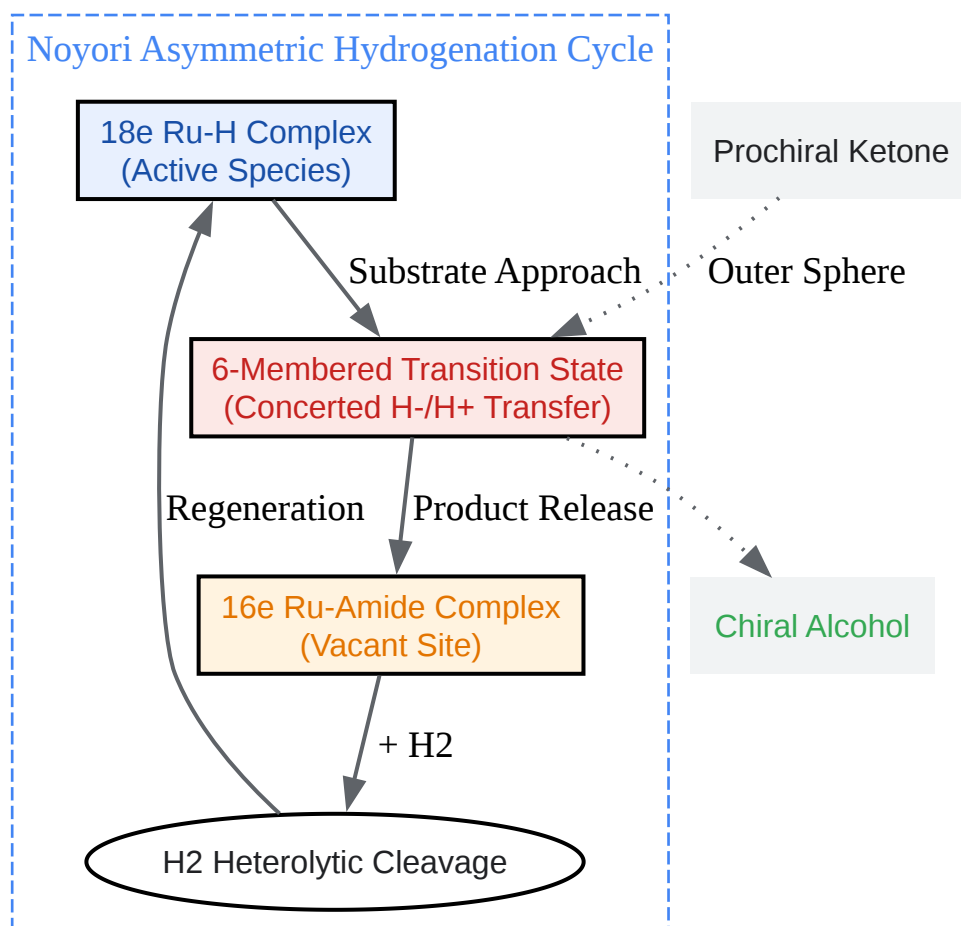 Noyori Asymmetric Hydrogenation Cycle
18e Ru-H Complex
(Active Species)
Prochiral Ketone
Substrate Approach
Outer Sphere
6-Membered Transition State
(Concerted H-/H+ Transfer)
Regeneration
Product Release
16e Ru-Amide Complex
(Vacant Site)
Chiral Alcohol
+ H2
H2 Heterolytic Cleavage